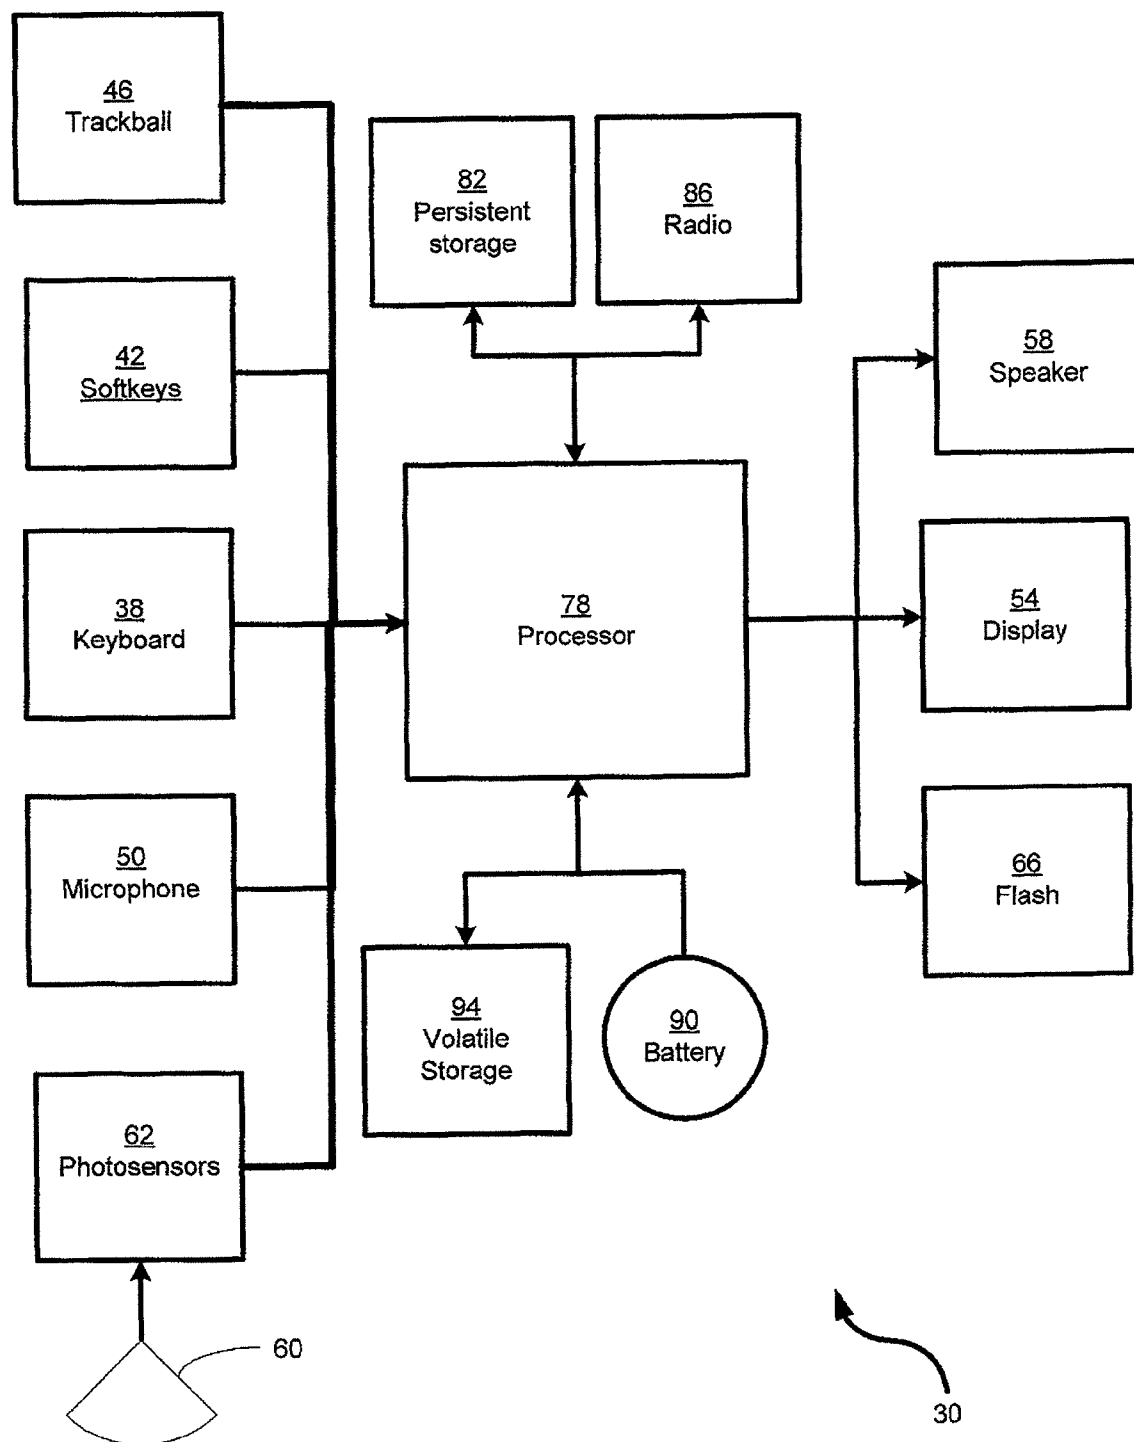 46
Trackball
82
Persistent
storage
86
Radio
42
Softkeys
58
Speaker
38
Keyboard
78
Processor
54
Display
50
Microphone
66
Flash
94
Volatile
Storage
90
Battery
62
Photosensors
60
30